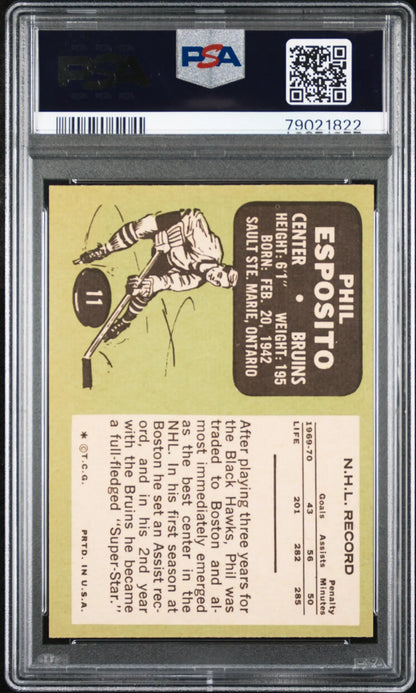 PSA
PSA
79021822
PHIL
ESPOSITO
CENTER • BRUINS
HEIGHT: 6'1" WEIGHT: 195
BORN: FEB. 20, 1942
SAULT STE. MARIE, ONTARIO
11
N.H.L. RECORD
Penalty
Goals Assists Minutes
1969-70 43 56 50
LIFE 201 282 285
After playing three years for
the Black Hawks, Phil was
traded to Boston and al-
most immediately emerged
as the best center in the
NHL. In his first season at
Boston he set an Assist rec-
ord, and in his 2nd year
with the Bruins he became
a full-fledged "Super-Star."
* © T.C.G. PRTD. IN U.S.A.